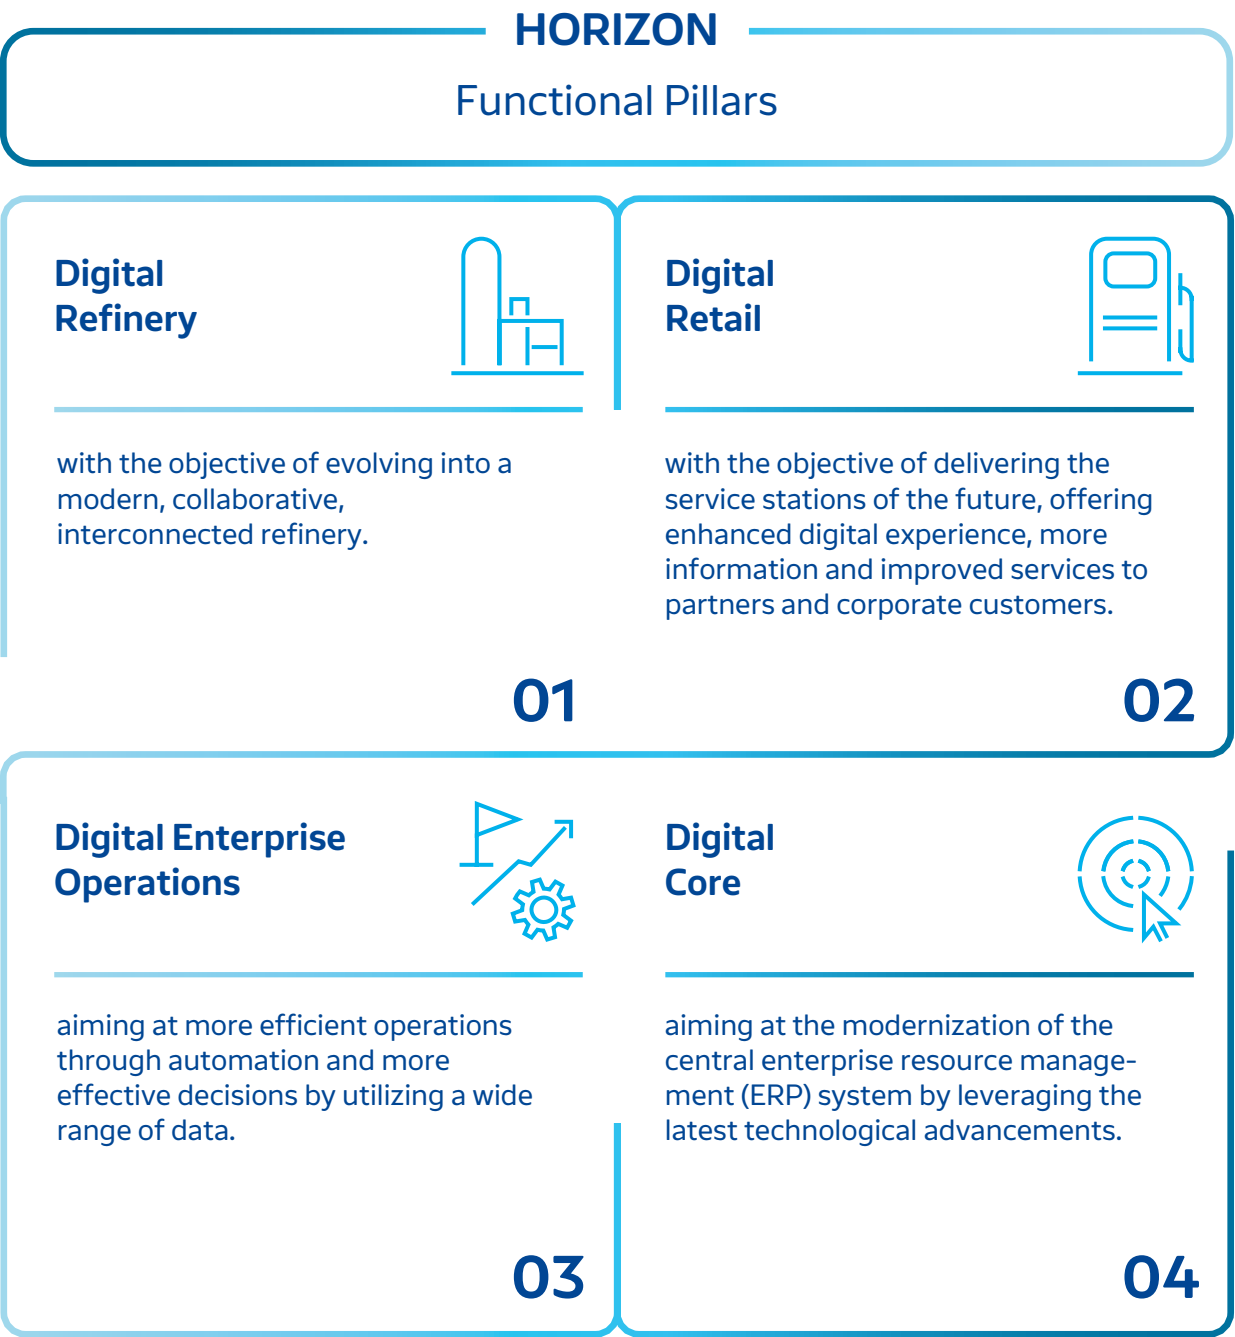 HORIZON
Functional Pillars
Digital
Refinery
with the objective of evolving into a
modern, collaborative,
interconnected refinery.
01
Digital
Retail
with the objective of delivering the
service stations of the future, offering
enhanced digital experience, more
information and improved services to
partners and corporate customers.
02
Digital Enterprise
Operations
aiming at more efficient operations
through automation and more
effective decisions by utilizing a wide
range of data.
03
Digital
Core
aiming at the modernization of the
central enterprise resource manage-
ment (ERP) system by leveraging the
latest technological advancements.
04